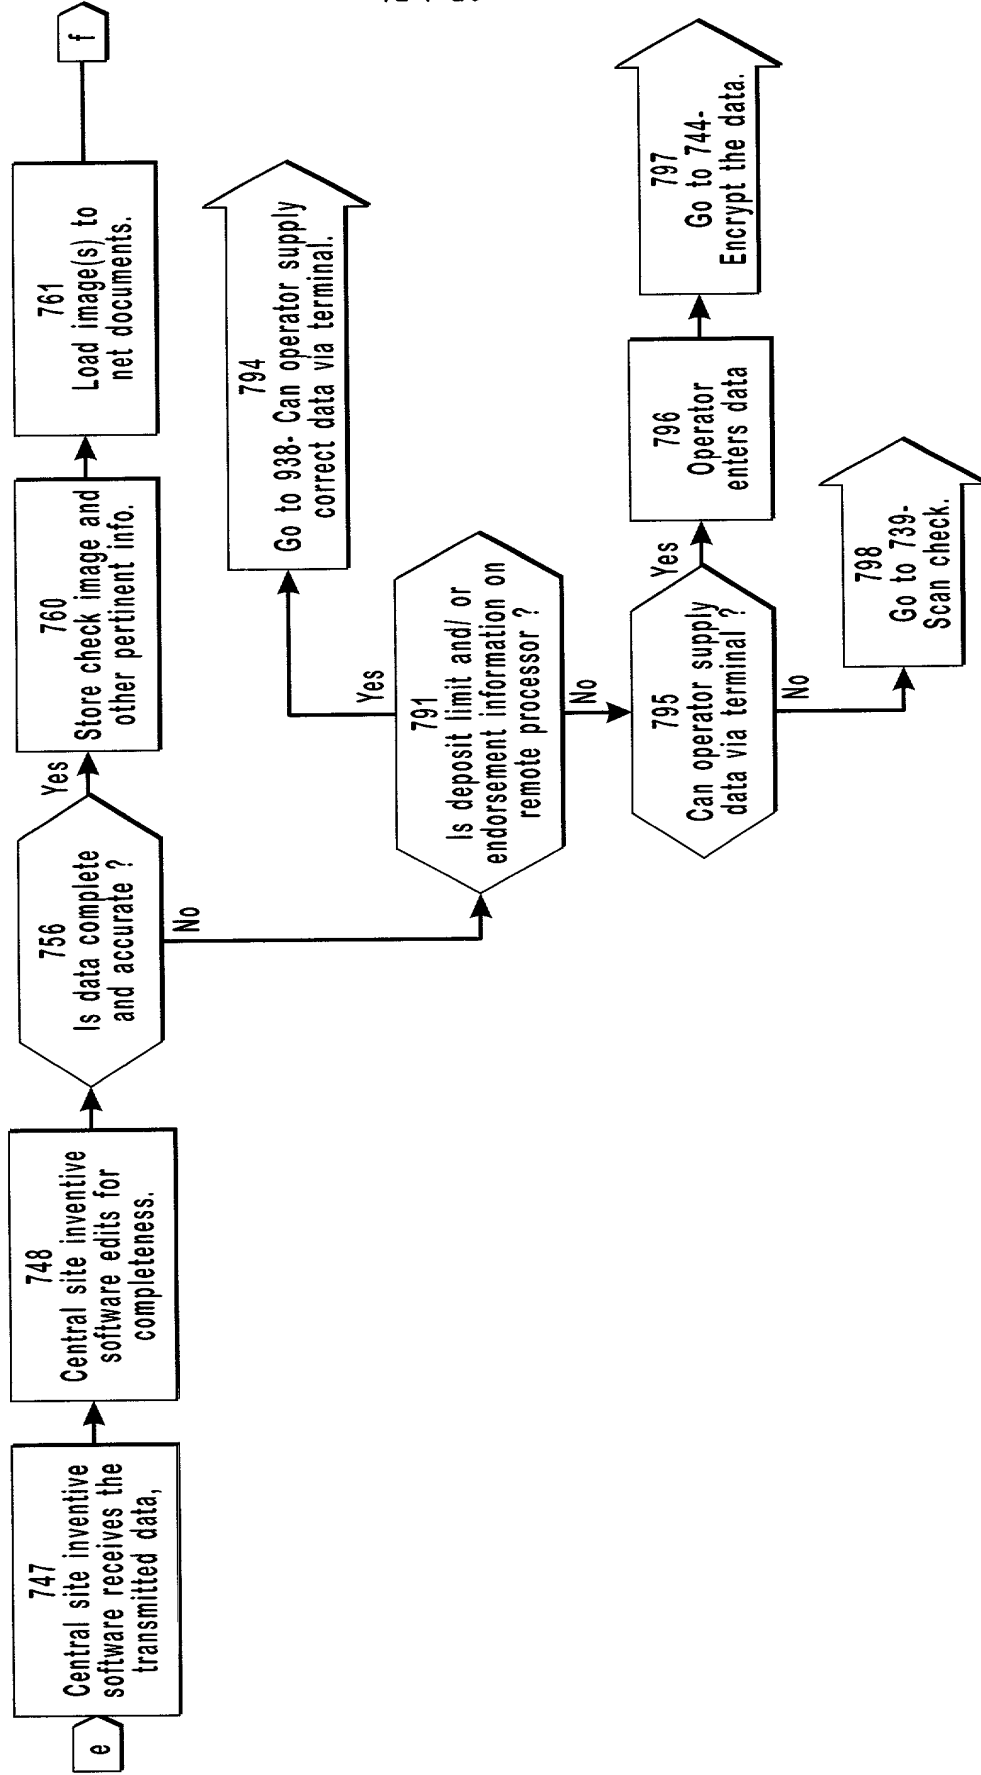 e
747
Central site inventive
software receives the
transmitted data,
748
Central site inventive
software edits for
completeness.
756
Is data complete
and accurate ?
Yes
No
760
Store check image and
other pertinent info.
761
Load image(s) to
net documents.
f
791
Is deposit limit and/ or
endorsement information on
remote processor ?
Yes
No
794
Go to 938- Can operator supply
correct data via terminal.
795
Can operator supply
data via terminal ?
Yes
No
796
Operator
enters data
797
Go to 744-
Encrypt the data.
798
Go to 739-
Scan check.